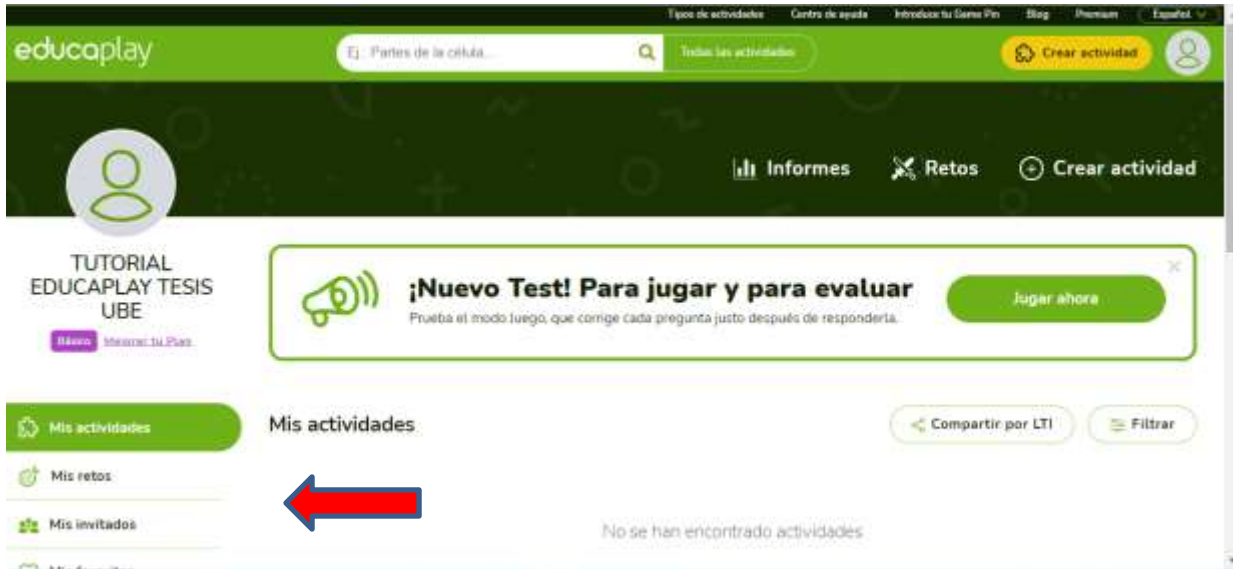 Tipos de actividades Centro de ayuda Introduce tu Game Pin Blog Premium Español
educaplay Ej.: Partes de la célula... Todas las actividades Crear actividad
Informes Retos Crear actividad
TUTORIAL
EDUCAPLAY TESIS
UBE
Básico Mejorar tu Plan
¡Nuevo Test! Para jugar y para evaluar
Prueba el modo Juego, que corrige cada pregunta justo después de responderla.
Jugar ahora
Mis actividades
Mis retos
Mis invitados
Mis favoritos
Mis actividades
Compartir por LTI Filtrar
No se han encontrado actividades